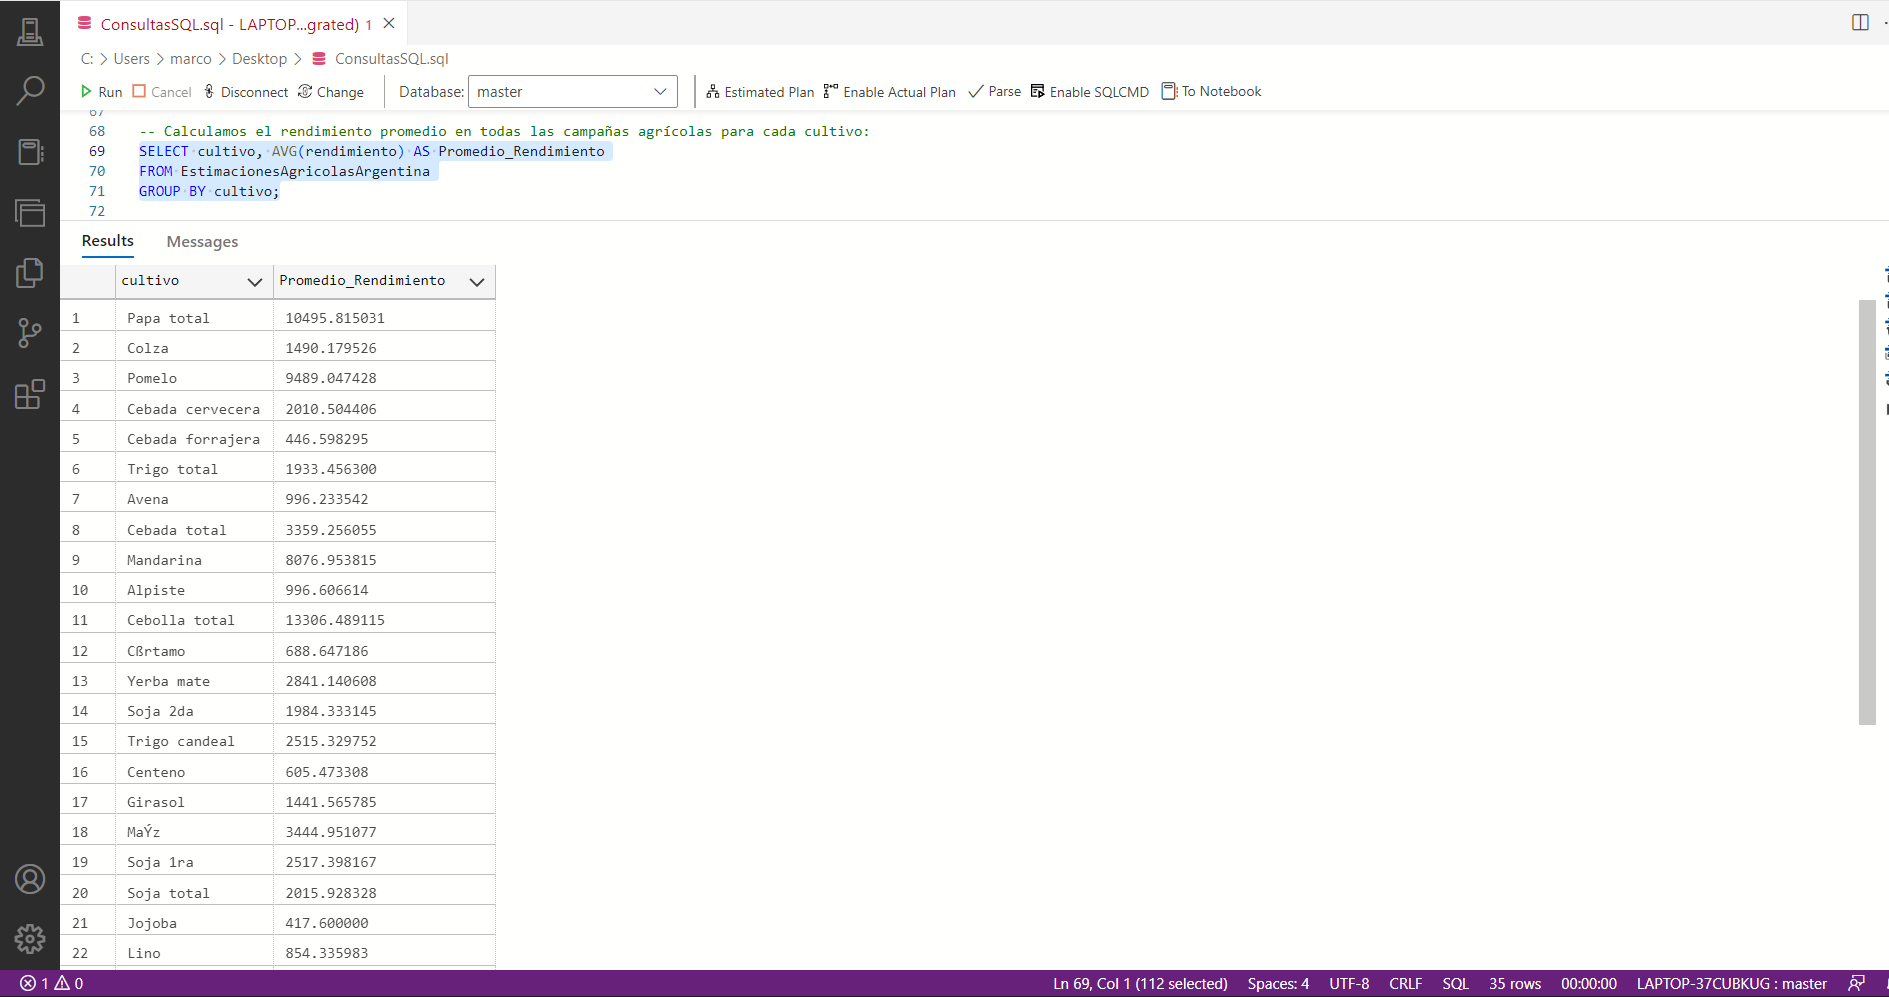 ConsultasSQL.sql - LAPTOP...grated) 1
C: > Users > marco > Desktop > ConsultasSQL.sql
Run Cancel Disconnect Change Database: master Estimated Plan Enable Actual Plan Parse Enable SQLCMD To Notebook
67
68 -- Calculamos el rendimiento promedio en todas las campañas agrícolas para cada cultivo:
69 SELECT cultivo, AVG(rendimiento) AS Promedio_Rendimiento
70 FROM EstimacionesAgricolasArgentina
71 GROUP BY cultivo;
72
Results Messages
cultivo Promedio_Rendimiento
1 Papa total 10495.815031
2 Colza 1490.179526
3 Pomelo 9489.047428
4 Cebada cervecera 2010.504406
5 Cebada forrajera 446.598295
6 Trigo total 1933.456300
7 Avena 996.233542
8 Cebada total 3359.256055
9 Mandarina 8076.953815
10 Alpiste 996.606614
11 Cebolla total 13306.489115
12 Cßrtamo 688.647186
13 Yerba mate 2841.140608
14 Soja 2da 1984.333145
15 Trigo candeal 2515.329752
16 Centeno 605.473308
17 Girasol 1441.565785
18 MaÝz 3444.951077
19 Soja 1ra 2517.398167
20 Soja total 2015.928328
21 Jojoba 417.600000
22 Lino 854.335983
1 0 Ln 69, Col 1 (112 selected) Spaces: 4 UTF-8 CRLF SQL 35 rows 00:00:00 LAPTOP-37CUBKUG : master